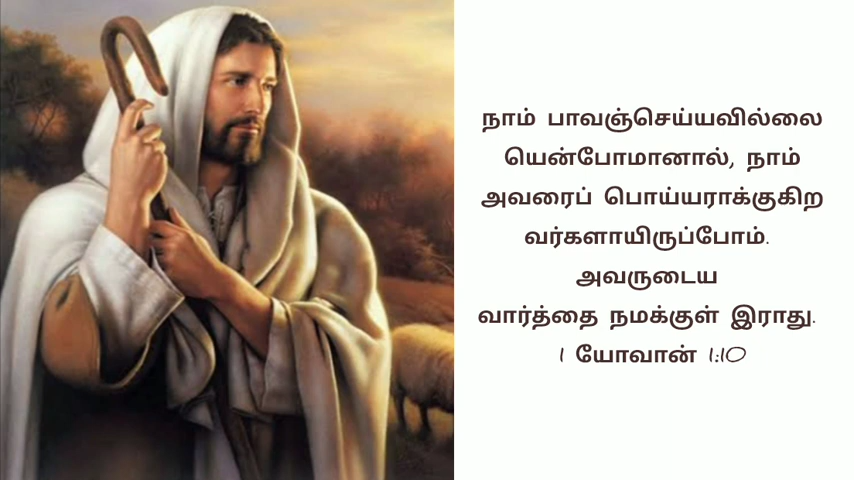 நாம் பாவஞ்செய்யவில்லை
யென்போமானால், நாம்
அவரைப் பொய்யராக்குகிற
வர்களாயிருப்போம்.
அவருடைய
வார்த்தை நமக்குள் இராது.
1 யோவான் 1:10